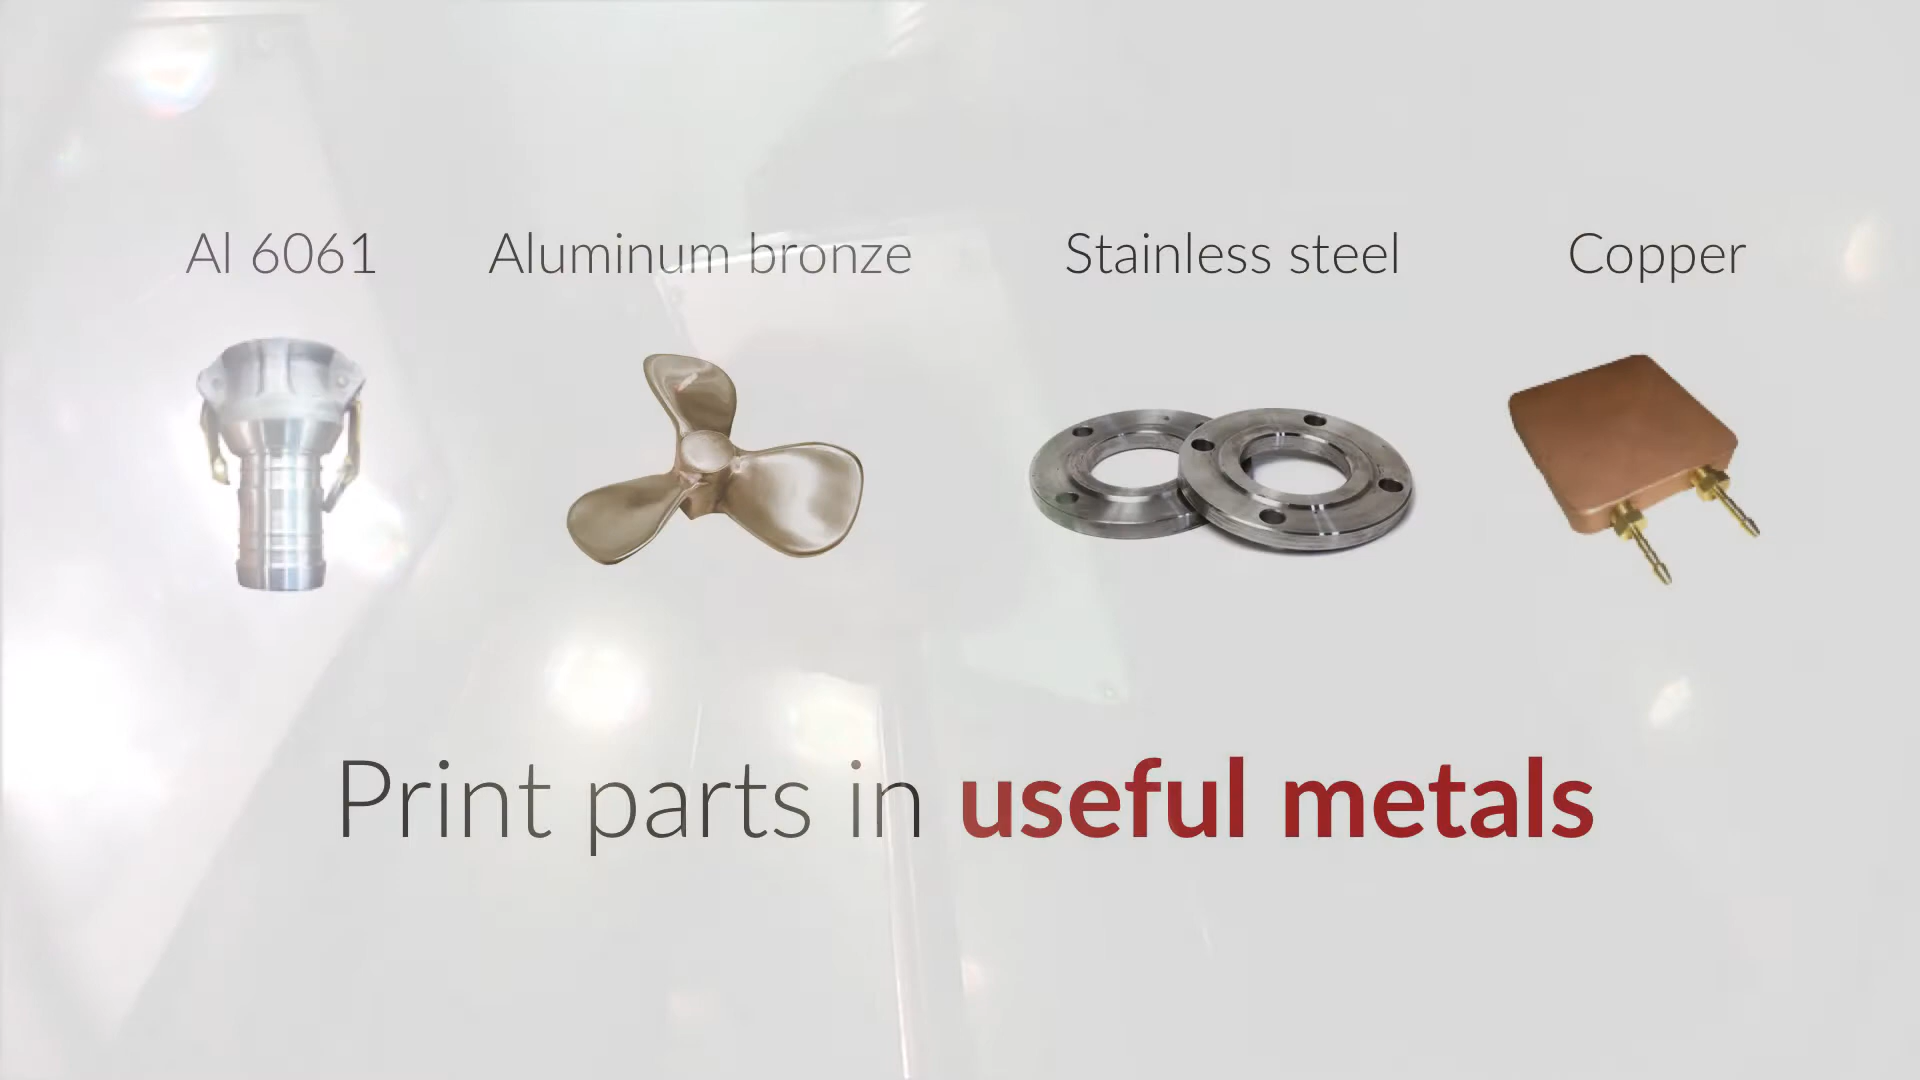 Al 6061
Aluminum bronze
Stainless steel
Copper
Print parts in useful metals